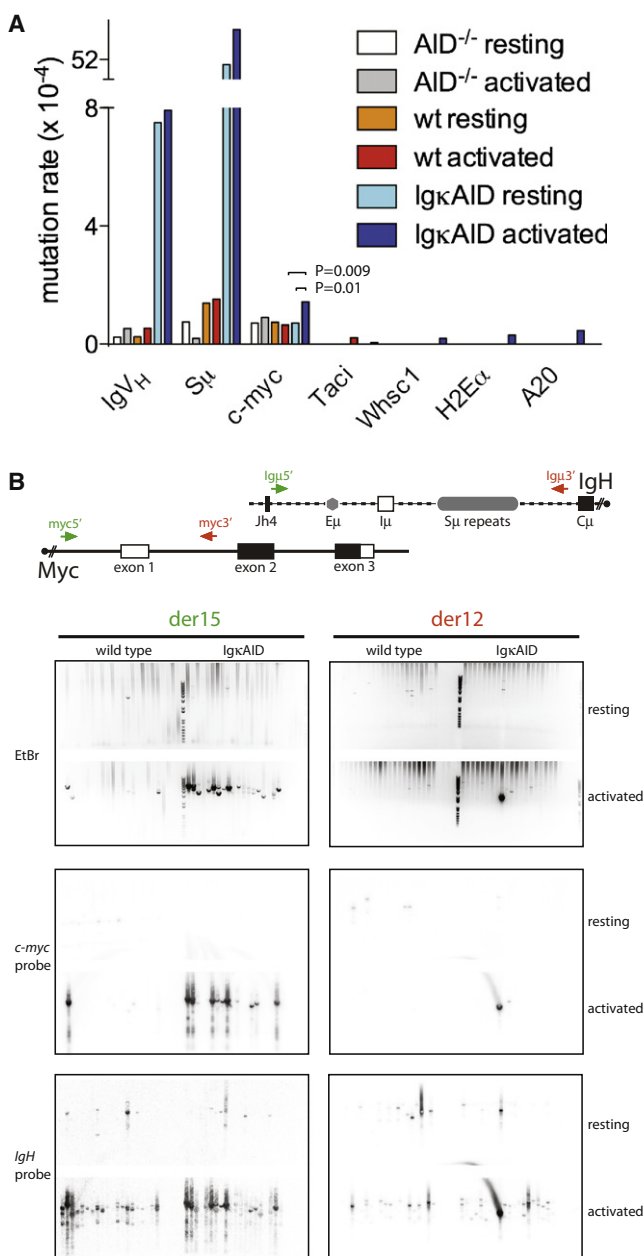 A
mutation rate (x 10-4)
52
8
4
0
AID-/- resting
AID-/- activated
wt resting
wt activated
IgκAID resting
IgκAID activated
P=0.009
P=0.01
IgVH
Sμ
c-myc
Taci
Whsc1
H2Eα
A20
B
Igμ5'
Igμ3'
IgH
myc5'
myc3'
Jh4
Eμ
Iμ
Sμ repeats
Cμ
Myc
exon 1
exon 2
exon 3
der15
der12
wild type
IgκAID
wild type
IgκAID
EtBr
resting
activated
c-myc
probe
resting
activated
IgH
probe
resting
activated